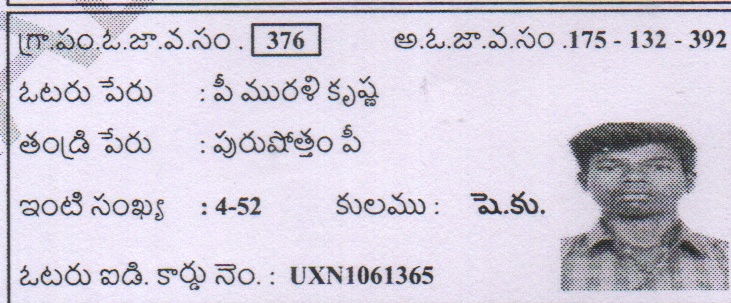 గ్రా.పం.ఓ.జా.వ.సం . 376 అ.ఓ.జా.వ.సం .175 - 132 - 392
ఓటరు పేరు : పీ మురళి కృష్ణ
తండ్రి పేరు : పురుషోత్తం పీ
ఇంటి సంఖ్య : 4-52 కులము : షె.కు.
ఓటరు ఐడి. కార్డు నెం. : UXN1061365